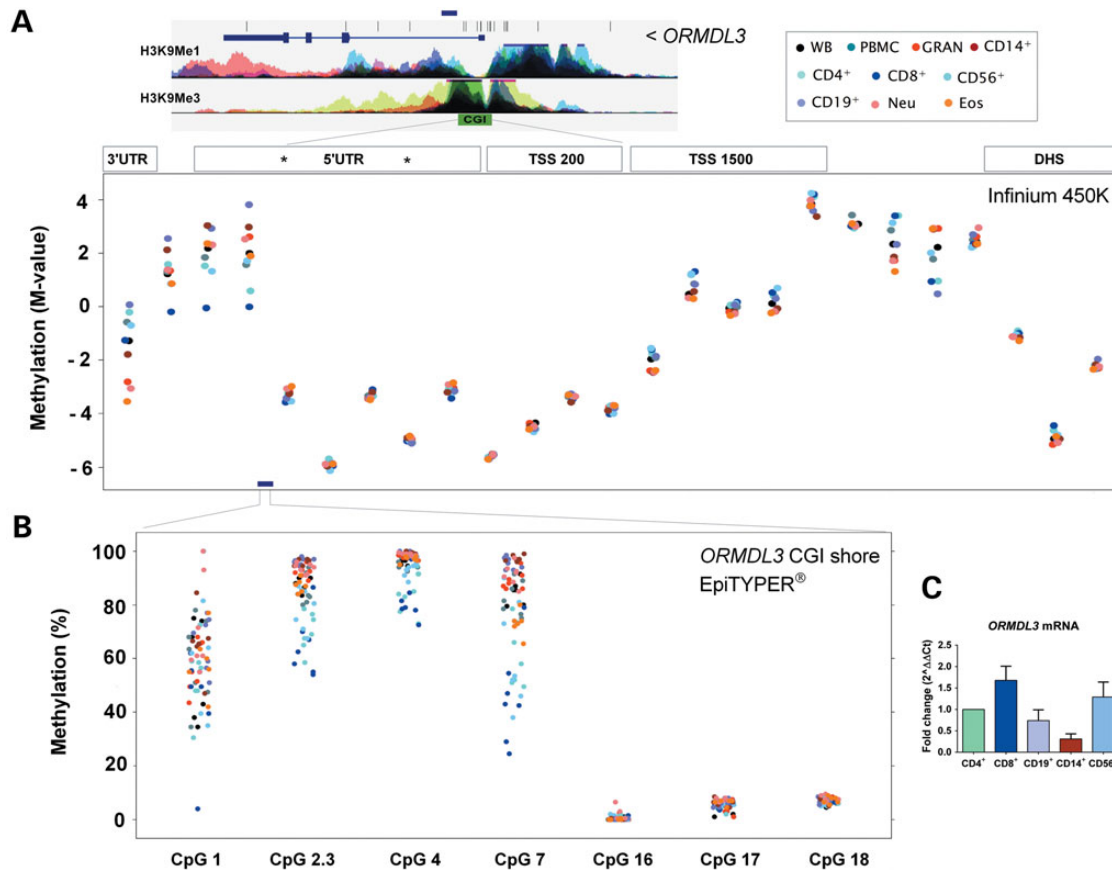 A
H3K9Me1
< ORMDL3
H3K9Me3
CGI
WB PBMC GRAN CD14+
CD4+ CD8+ CD56+
CD19+ Neu Eos
3'UTR * 5'UTR * TSS 200 TSS 1500 DHS
Infinium 450K
Methylation (M-value)
4
2
0
- 2
- 4
- 6
B
ORMDL3 CGI shore
EpiTYPER®
Methylation (%)
100
80
60
40
20
0
CpG 1 CpG 2.3 CpG 4 CpG 7 CpG 16 CpG 17 CpG 18
C
ORMDL3 mRNA
Fold change (2^ΔΔCt)
2.5
2.0
1.5
1.0
0.5
0.0
CD4+ CD8+ CD19+ CD14+ CD56